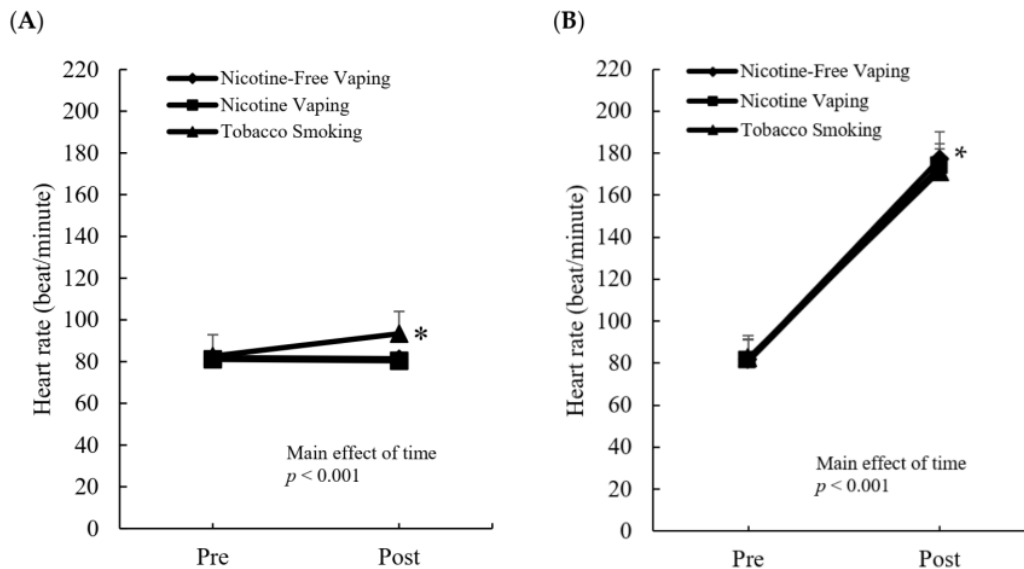 (A)
220
200
180
160
140
120
100
80
60
40
20
0
Heart rate (beat/minute)
Nicotine-Free Vaping
Nicotine Vaping
Tobacco Smoking
*
Main effect of time
p < 0.001
Pre Post
(B)
220
200
180
160
140
120
100
80
60
40
20
0
Heart rate (beat/minute)
Nicotine-Free Vaping
Nicotine Vaping
Tobacco Smoking
*
Main effect of time
p < 0.001
Pre Post